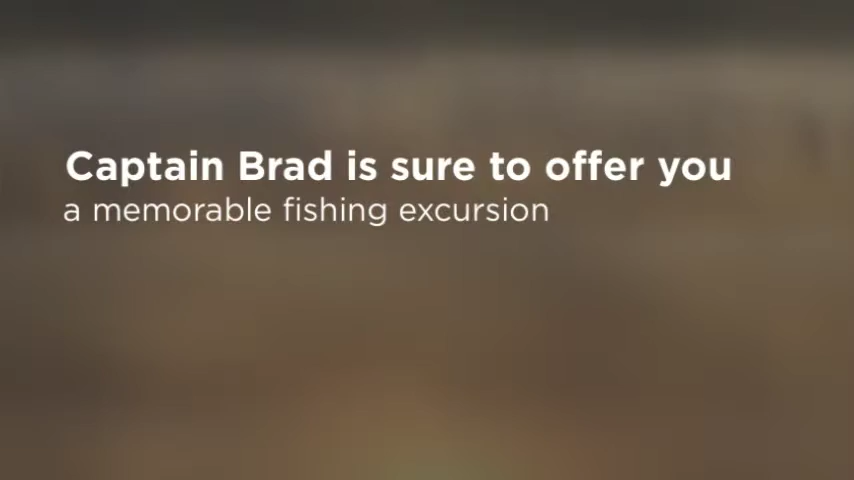 Captain Brad is sure to offer you
a memorable fishing excursion